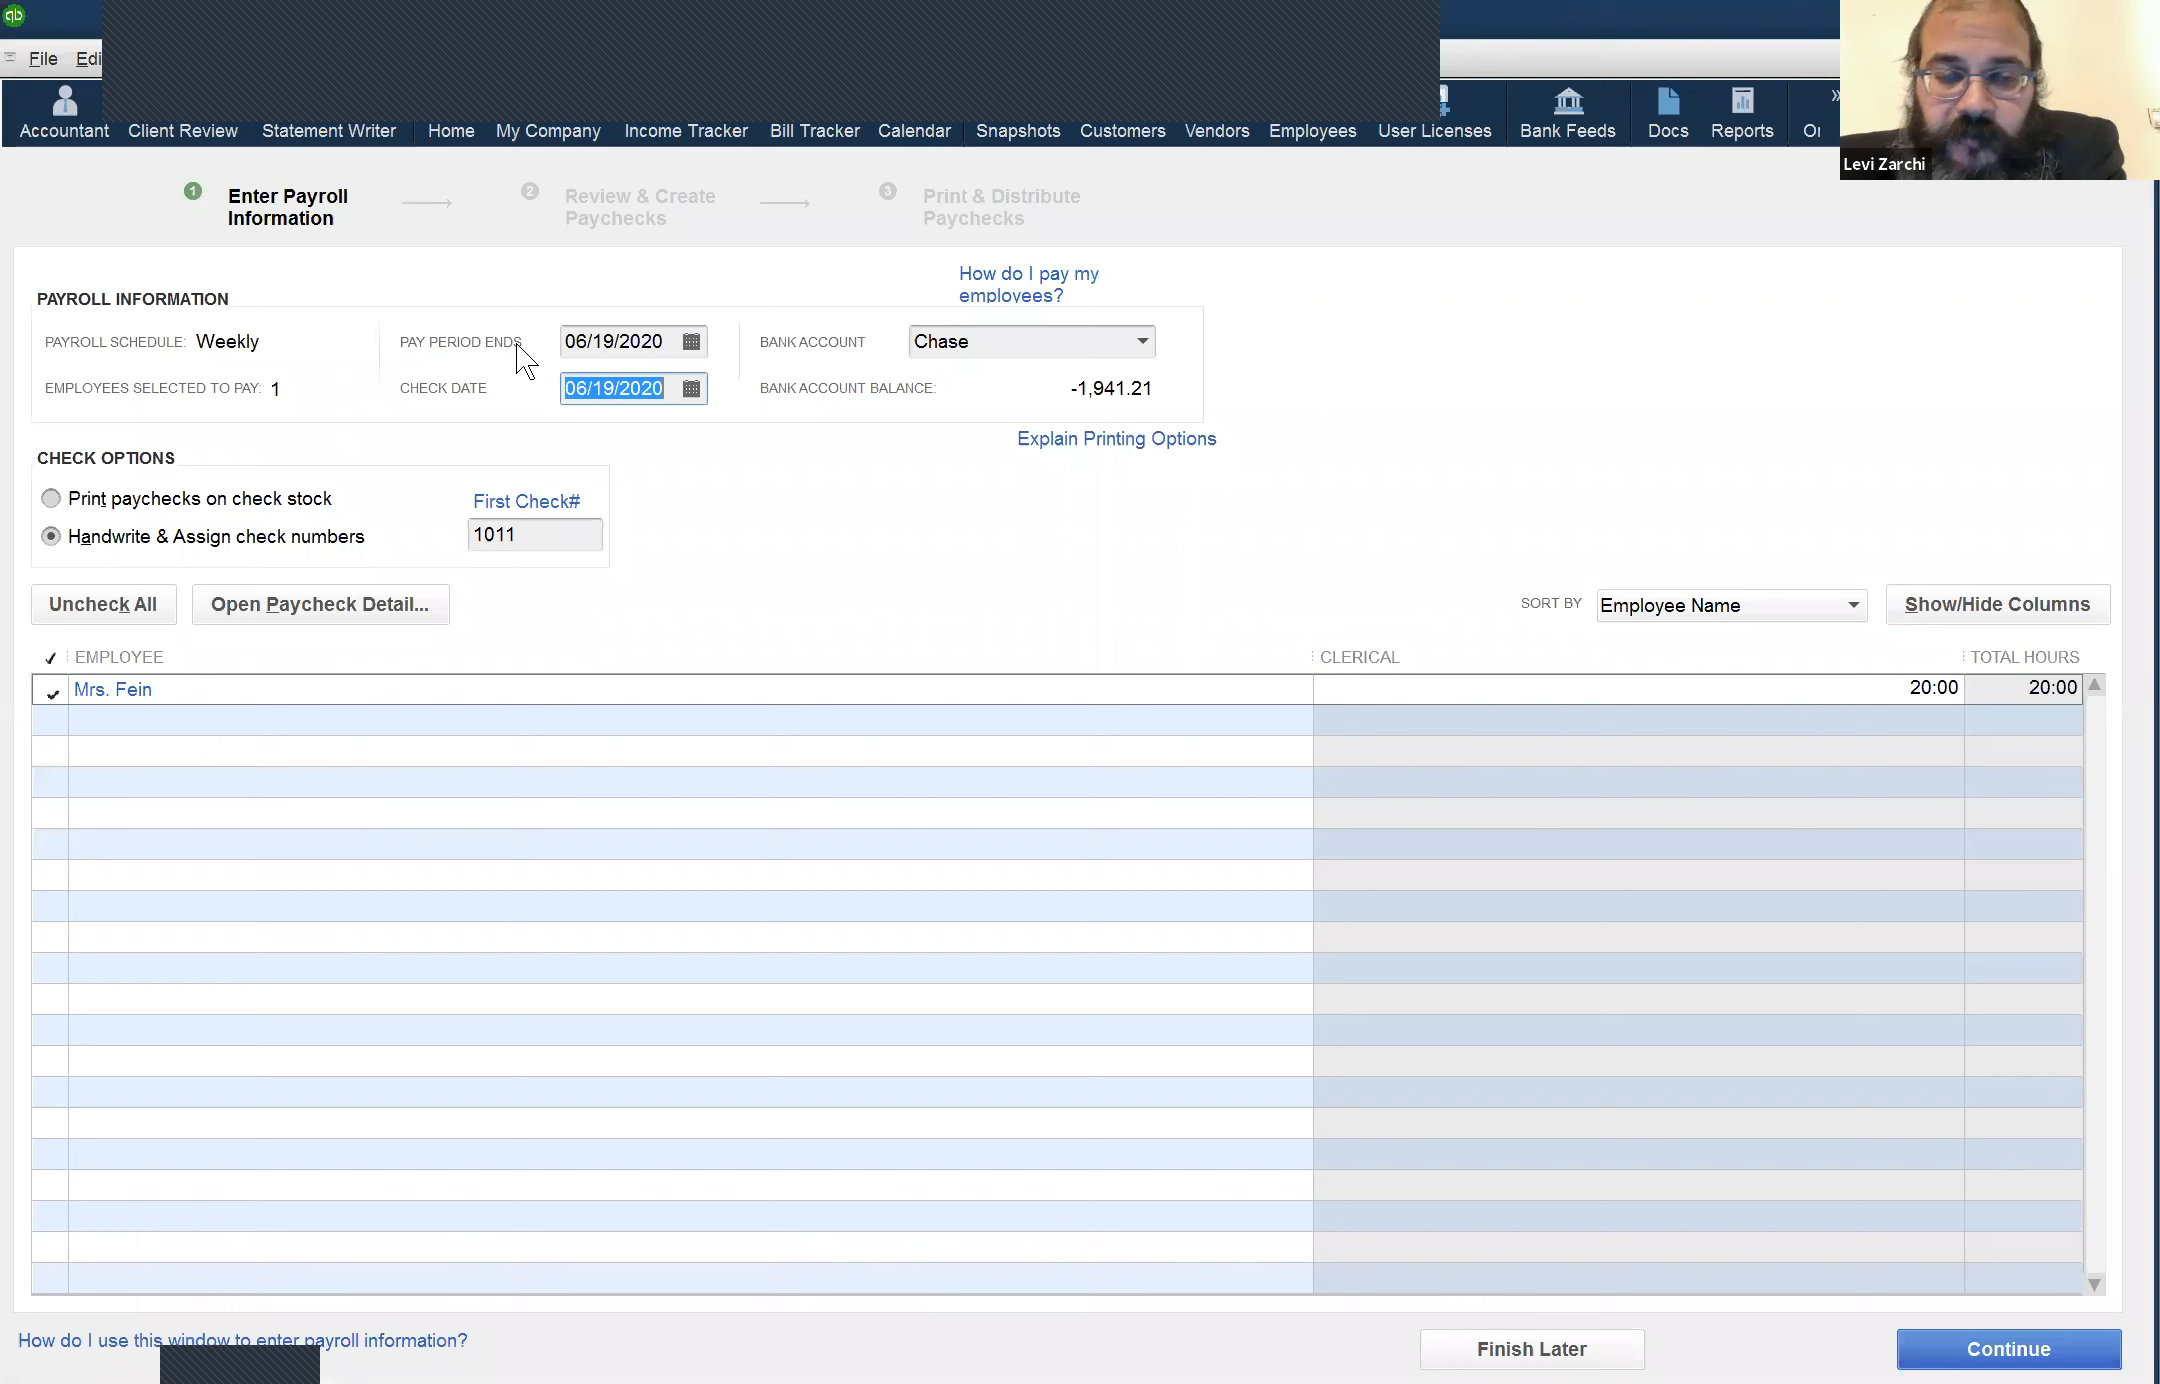 qb
File Edi
Accountant Client Review Statement Writer Home My Company Income Tracker Bill Tracker Calendar Snapshots Customers Vendors Employees User Licenses Bank Feeds Docs Reports
Levi Zarchi
1 Enter Payroll Information
2 Review & Create Paychecks
3 Print & Distribute Paychecks
How do I pay my
employees?
PAYROLL INFORMATION
PAYROLL SCHEDULE: Weekly PAY PERIOD ENDS 06/19/2020 BANK ACCOUNT Chase
EMPLOYEES SELECTED TO PAY: 1 CHECK DATE 06/19/2020 BANK ACCOUNT BALANCE: -1,941.21
Explain Printing Options
CHECK OPTIONS
Print paychecks on check stock First Check#
Handwrite & Assign check numbers 1011
Uncheck All Open Paycheck Detail... SORT BY Employee Name Show/Hide Columns
EMPLOYEE CLERICAL TOTAL HOURS
Mrs. Fein 20:00 20:00
How do I use this window to enter payroll information?
Finish Later Continue